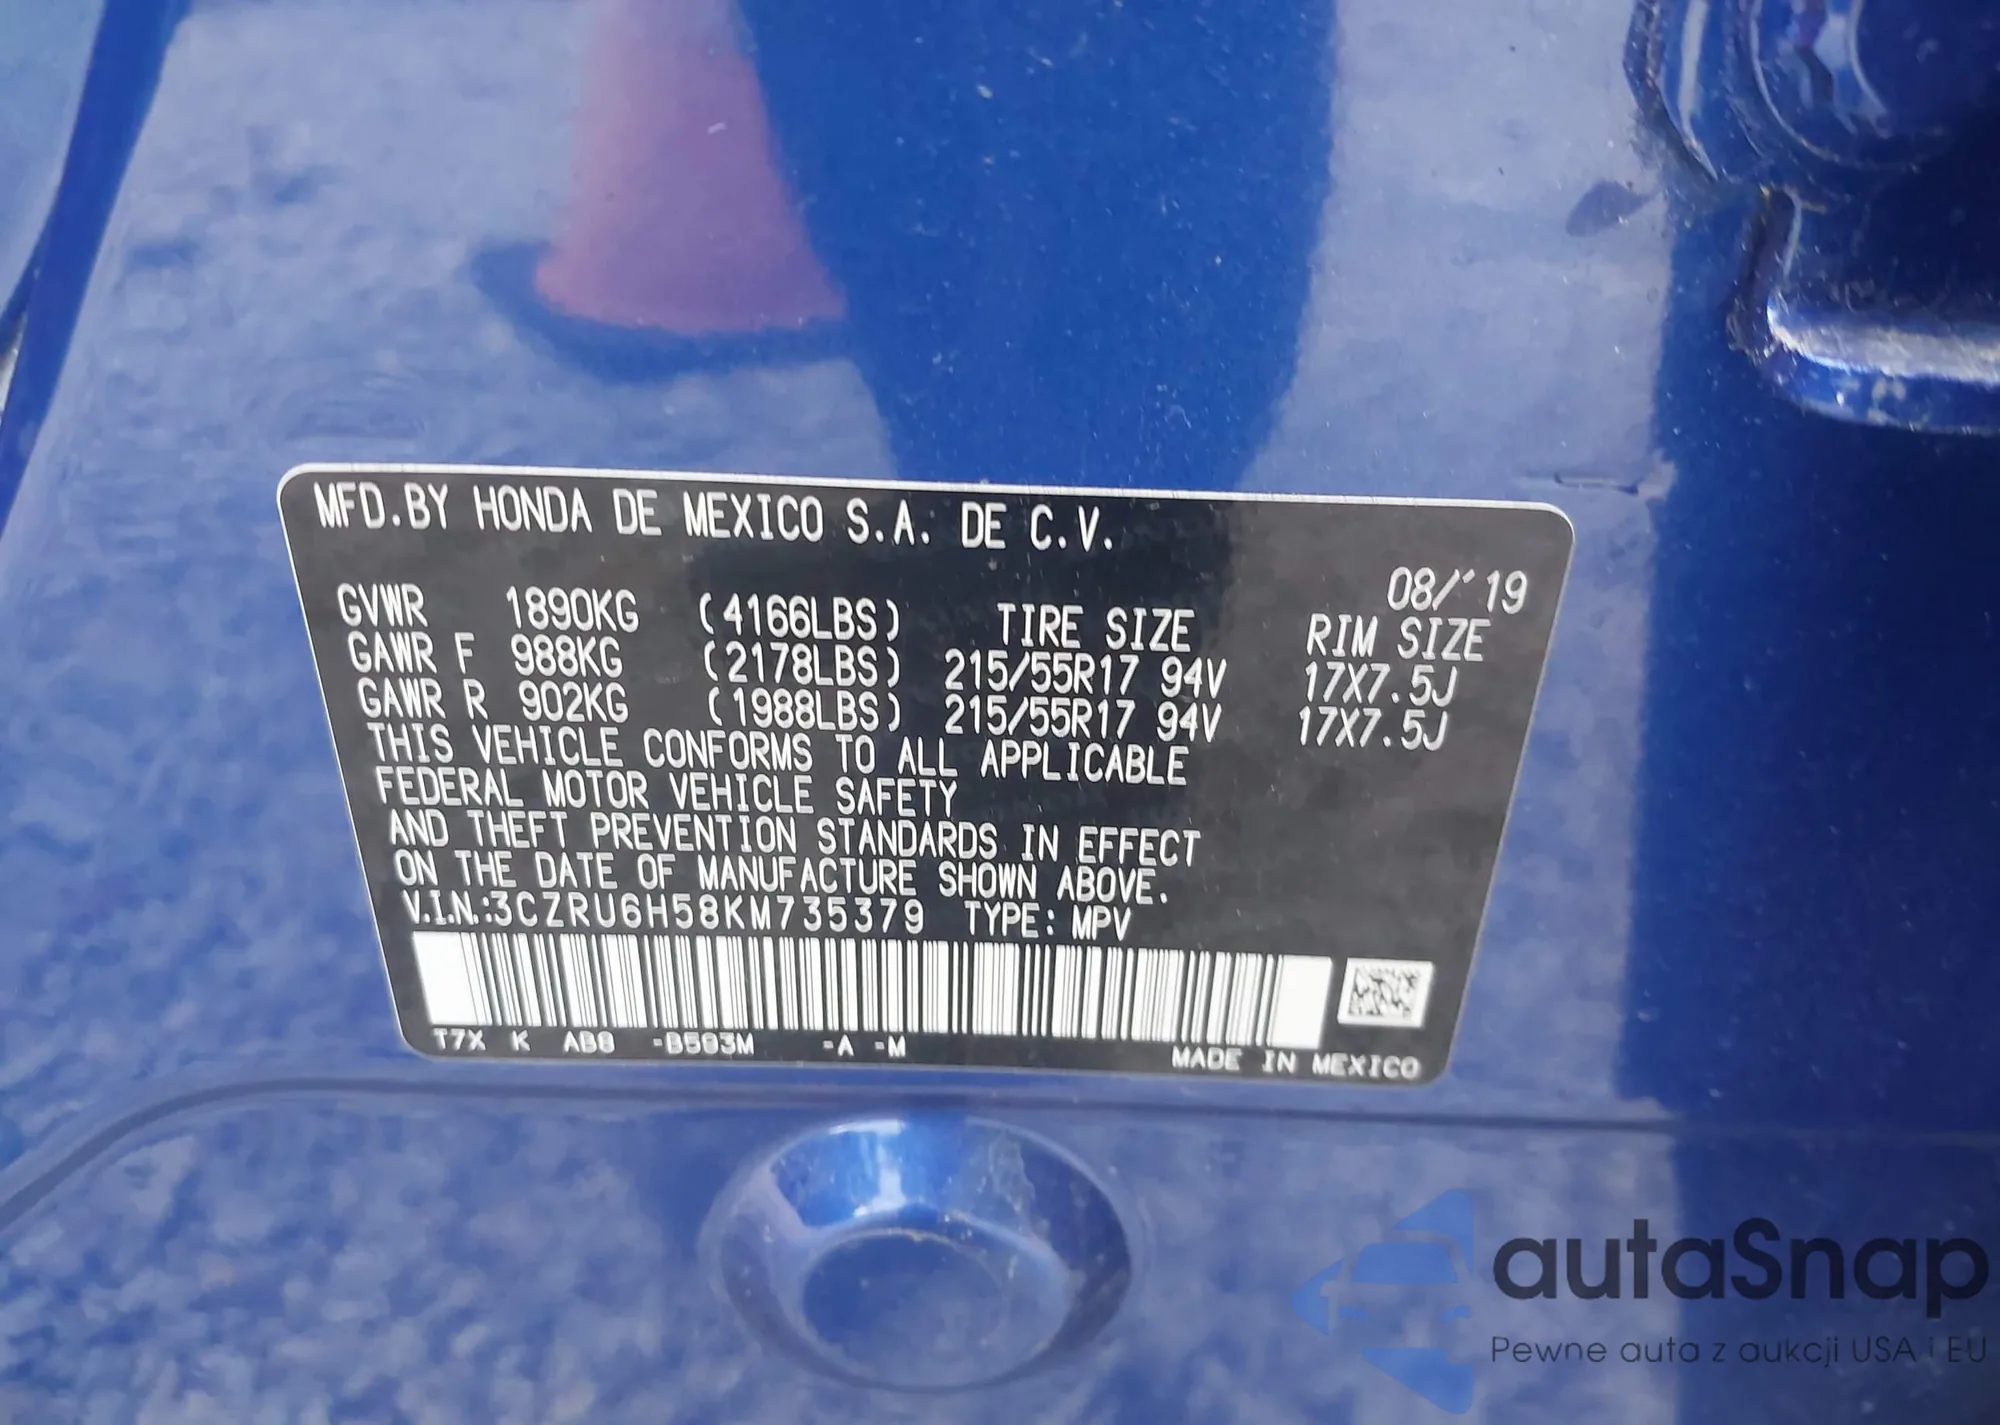 MFD.BY HONDA DE MEXICO S.A. DE C.V.
08/'19
GVWR 1890KG (4166LBS) TIRE SIZE RIM SIZE
GAWR F 988KG (2178LBS) 215/55R17 94V 17X7.5J
GAWR R 902KG (1988LBS) 215/55R17 94V 17X7.5J
THIS VEHICLE CONFORMS TO ALL APPLICABLE
FEDERAL MOTOR VEHICLE SAFETY
AND THEFT PREVENTION STANDARDS IN EFFECT
ON THE DATE OF MANUFACTURE SHOWN ABOVE.
V.I.N.:3CZRU6H58KM735379 TYPE: MPV
T7X K AB8 -B593M -A -M
MADE IN MEXICO
autaSnap
Pewne auta z aukcji USA i EU